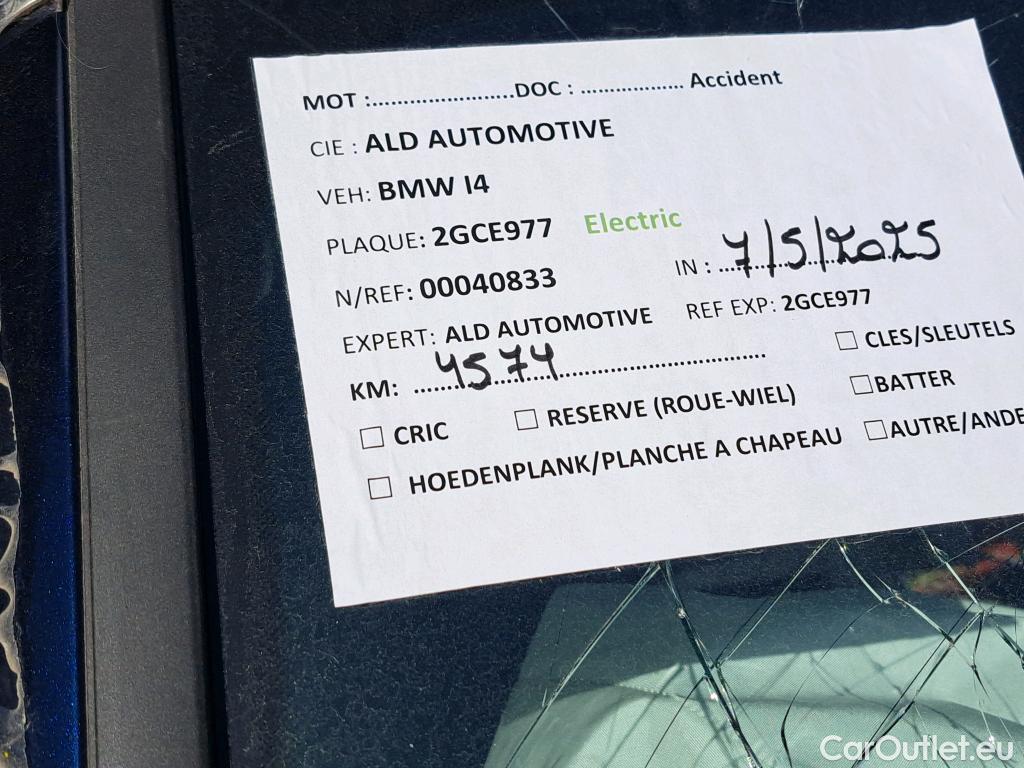 MOT :.......................DOC : ................. Accident
CIE : ALD AUTOMOTIVE
VEH: BMW I4
PLAQUE: 2GCE977 Electric
N/REF: 00040833 IN : 7/5/2025
EXPERT: ALD AUTOMOTIVE REF EXP: 2GCE977
KM: 4574 ☐ CLES/SLEUTELS
☐ CRIC ☐ RESERVE (ROUE-WIEL) ☐ BATTER
☐ HOEDENPLANK/PLANCHE A CHAPEAU ☐ AUTRE/ANDE
CarOutlet.eu